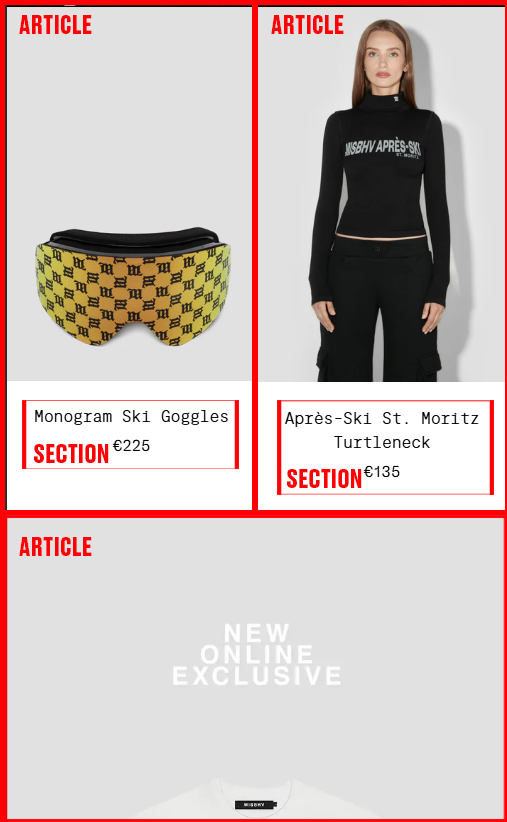 ARTICLE
ARTICLE
MISBHV APRÈS-SKI
ST. MORITZ
Monogram Ski Goggles
€225
SECTION
Après-Ski St. Moritz
Turtleneck
€135
SECTION
ARTICLE
NEW
ONLINE
EXCLUSIVE
MISBHV